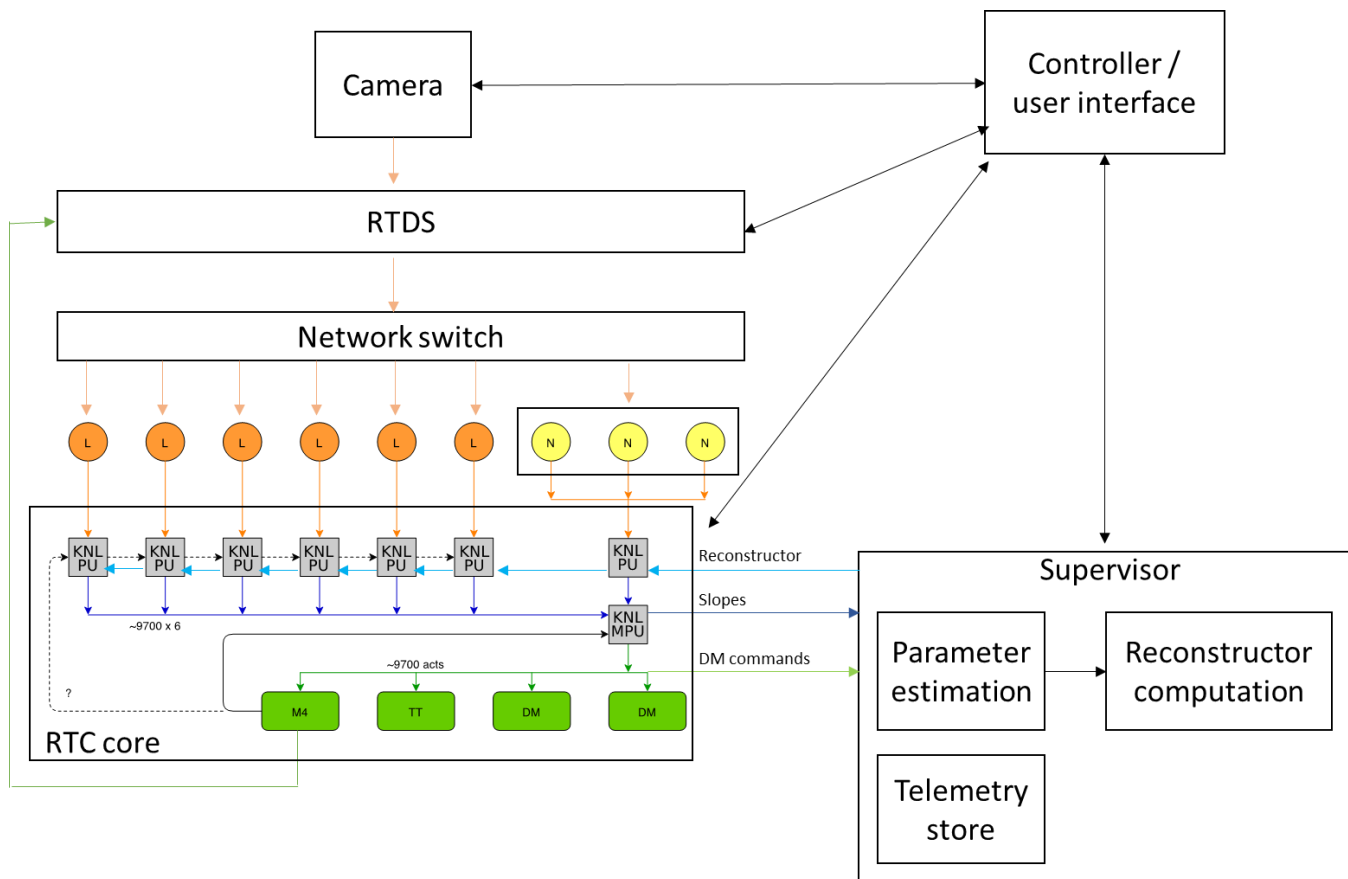 Camera
Controller /
user interface
RTDS
Network switch
L
L
L
L
L
L
N
N
N
KNL
PU
KNL
PU
KNL
PU
KNL
PU
KNL
PU
KNL
PU
KNL
PU
Reconstructor
Supervisor
Slopes
~9700 x 6
KNL
MPU
DM commands
~9700 acts
?
M4
TT
DM
DM
RTC core
Parameter
estimation
Reconstructor
computation
Telemetry
store